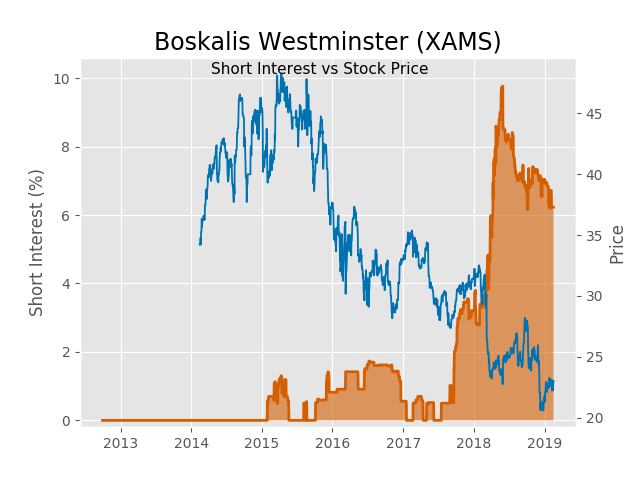 Boskalis Westminster (XAMS)
Short Interest vs Stock Price
Short Interest (%)
10
8
6
4
2
0
45
40
35
30
25
20
Price
2013 2014 2015 2016 2017 2018 2019